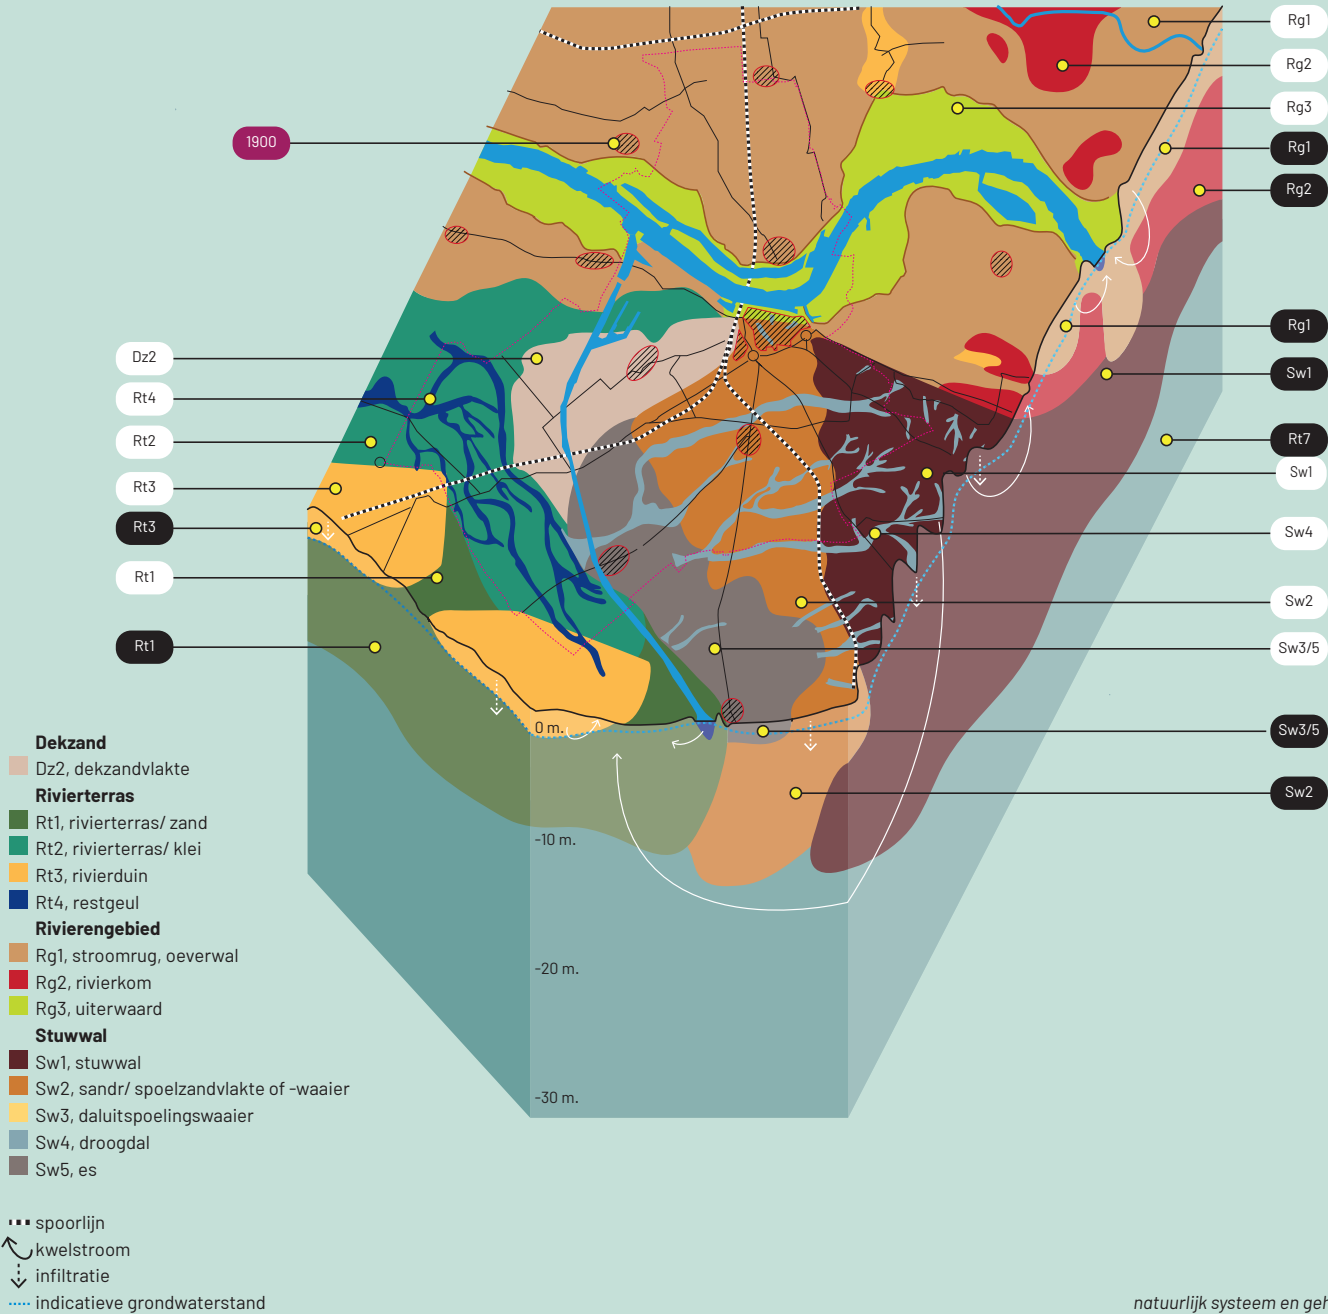 Rg1
Rg2
Rg3
1900
Rg1
Rg2
Rg1
Dz2
Sw1
Rt4
Rt2
Rt7
Sw1
Rt3
Rt3
Sw4
Rt1
Sw2
Rt1
Sw3/5
0 m.
Sw3/5
Sw2
-10 m.
-20 m.
-30 m.
Dekzand
Dz2, dekzandvlakte
Rivierterras
Rt1, rivierterras/ zand
Rt2, rivierterras/ klei
Rt3, rivierduin
Rt4, restgeul
Rivierengebied
Rg1, stroomrug, oeverwal
Rg2, rivierkom
Rg3, uiterwaard
Stuwwal
Sw1, stuwwal
Sw2, sandr/ spoelzandvlakte of -waaier
Sw3, daluitspoelingswaaier
Sw4, droogdal
Sw5, es
spoorlijn
kwelstroom
infiltratie
indicatieve grondwaterstand
natuurlijk systeem en geh